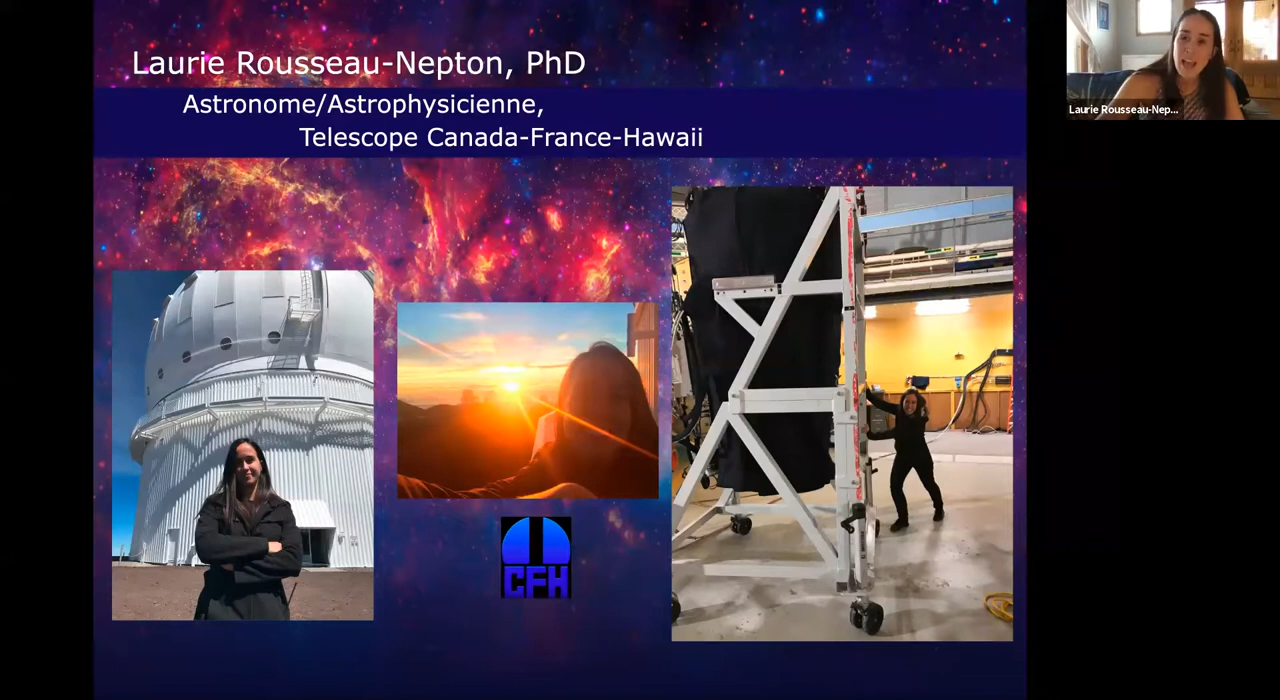 Laurie Rousseau-Nepton, PhD
Astronome/Astrophysicienne,
Telescope Canada-France-Hawaii
CFH
Laurie Rousseau-Nep...